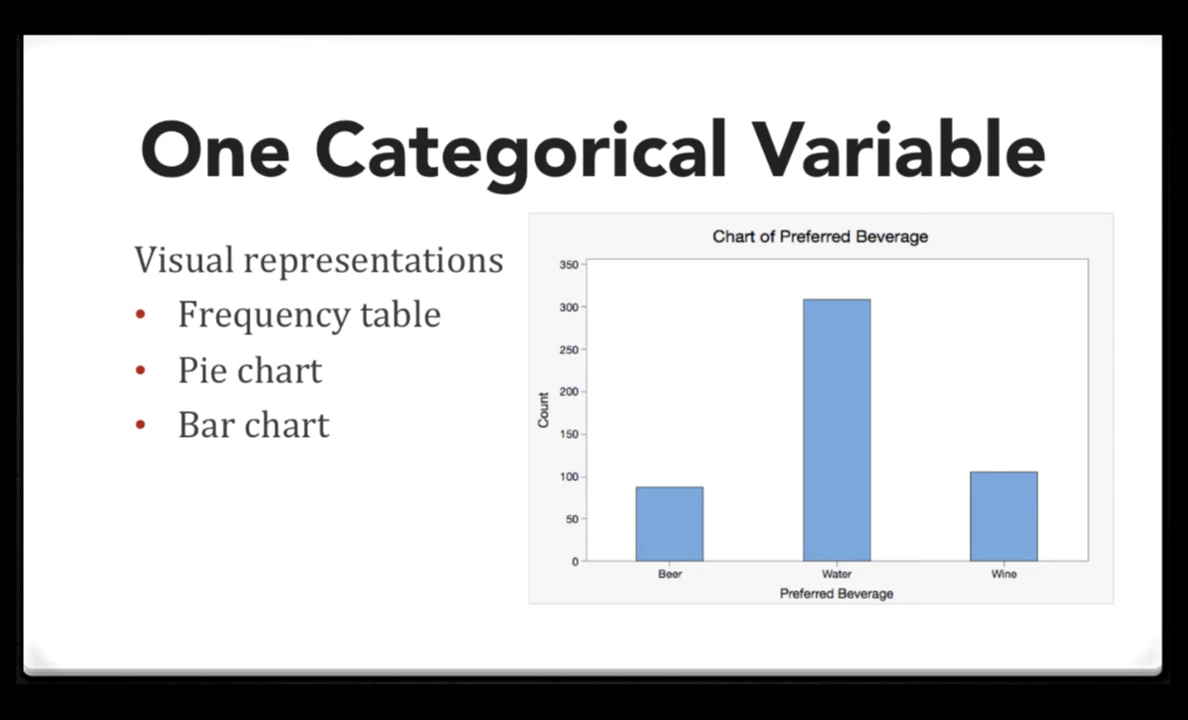 One Categorical Variable
Visual representations
• Frequency table
• Pie chart
• Bar chart
Chart of Preferred Beverage
350
300
250
200
150
100
50
0
Count
Beer Water Wine
Preferred Beverage